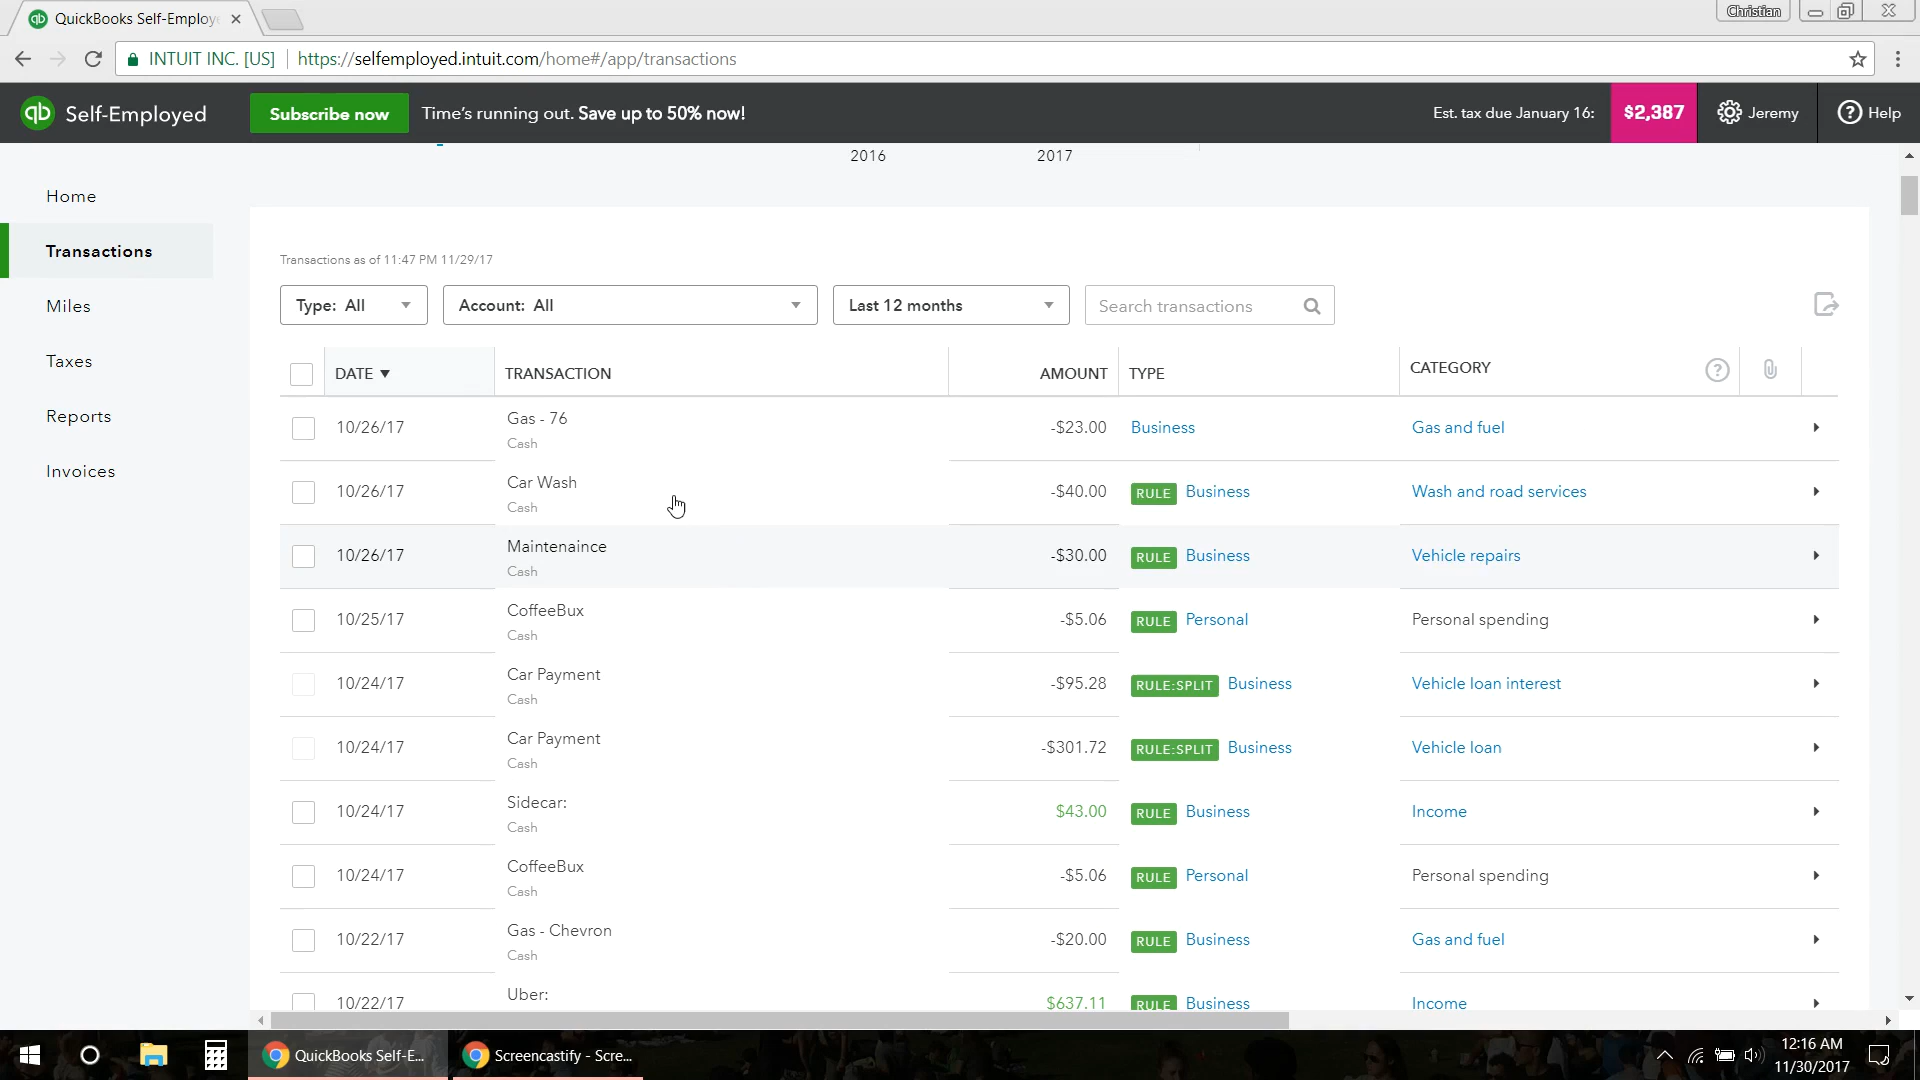 QuickBooks Self-Employ
Christian
INTUIT INC. [US] https://selfemployed.intuit.com/home#/app/transactions
qb Self-Employed Subscribe now Time's running out. Save up to 50% now! Est. tax due January 16: $2,387 Jeremy ? Help
2016 2017
Home
Transactions
Miles
Taxes
Reports
Invoices
Transactions as of 11:47 PM 11/29/17
Type: All Account: All Last 12 months Search transactions
DATE TRANSACTION AMOUNT TYPE CATEGORY ?
10/26/17 Gas - 76 -$23.00 Business Gas and fuel
Cash
10/26/17 Car Wash -$40.00 RULE Business Wash and road services
Cash
10/26/17 Maintenaince -$30.00 RULE Business Vehicle repairs
Cash
10/25/17 CoffeeBux -$5.06 RULE Personal Personal spending
Cash
10/24/17 Car Payment -$95.28 RULE:SPLIT Business Vehicle loan interest
Cash
10/24/17 Car Payment -$301.72 RULE:SPLIT Business Vehicle loan
Cash
10/24/17 Sidecar: $43.00 RULE Business Income
Cash
10/24/17 CoffeeBux -$5.06 RULE Personal Personal spending
Cash
10/22/17 Gas - Chevron -$20.00 RULE Business Gas and fuel
Cash
10/22/17 Uber: $637.11 RULE Business Income
QuickBooks Self-E... Screencastify - Scre... 12:16 AM
11/30/2017